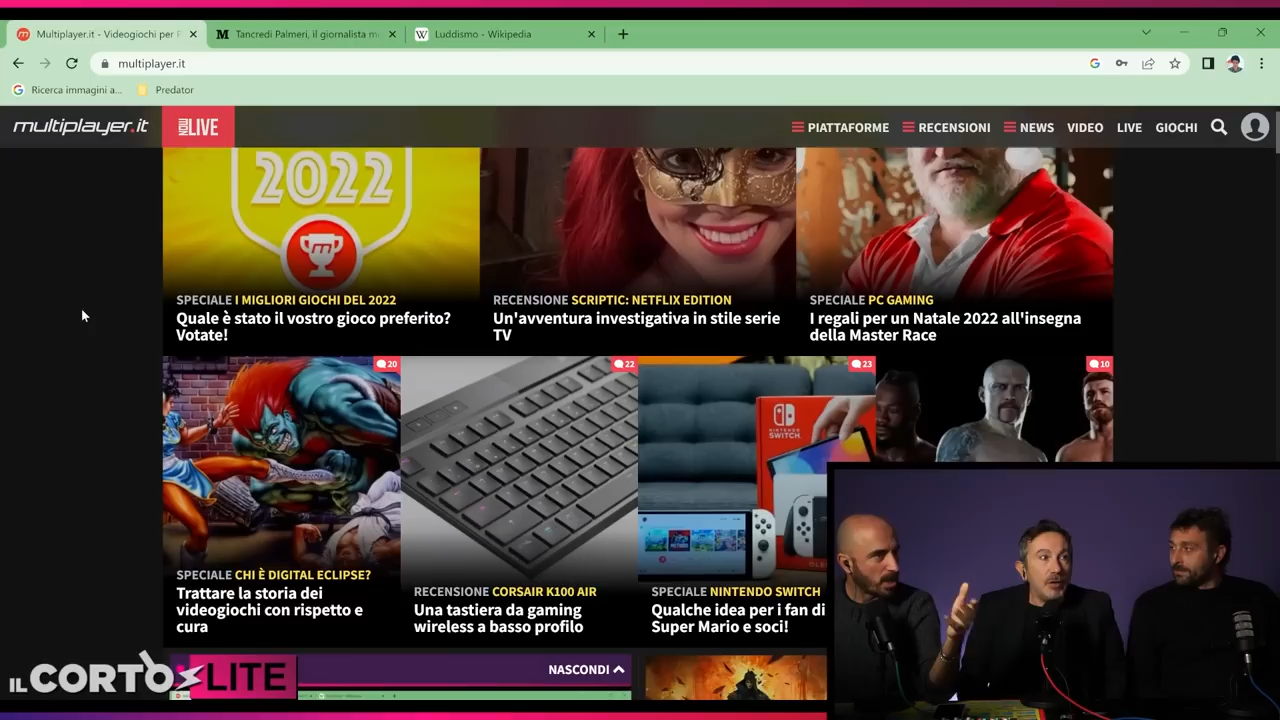 Multiplayer.it - Videogiochi per
Tancredi Palmeri, il giornalista
Luddismo - Wikipedia
multiplayer.it
Ricerca immagini a...
Predator
multiplayer.it
NOW LIVE
PIATTAFORME
RECENSIONI
NEWS
VIDEO
LIVE
GIOCHI
2022
SPECIALE I MIGLIORI GIOCHI DEL 2022
Quale è stato il vostro gioco preferito?
Votate!
RECENSIONE SCRIPTIC: NETFLIX EDITION
Un'avventura investigativa in stile serie
TV
SPECIALE PC GAMING
I regali per un Natale 2022 all'insegna
della Master Race
20
22
23
10
NINTENDO
SWITCH
SPECIALE CHI È DIGITAL ECLIPSE?
Trattare la storia dei
videogiochi con rispetto e
cura
RECENSIONE CORSAIR K100 AIR
Una tastiera da gaming
wireless a basso profilo
SPECIALE NINTENDO SWITCH
Qualche idea per i fan di
Super Mario e soci!
NASCONDI
IL CORTO LITE